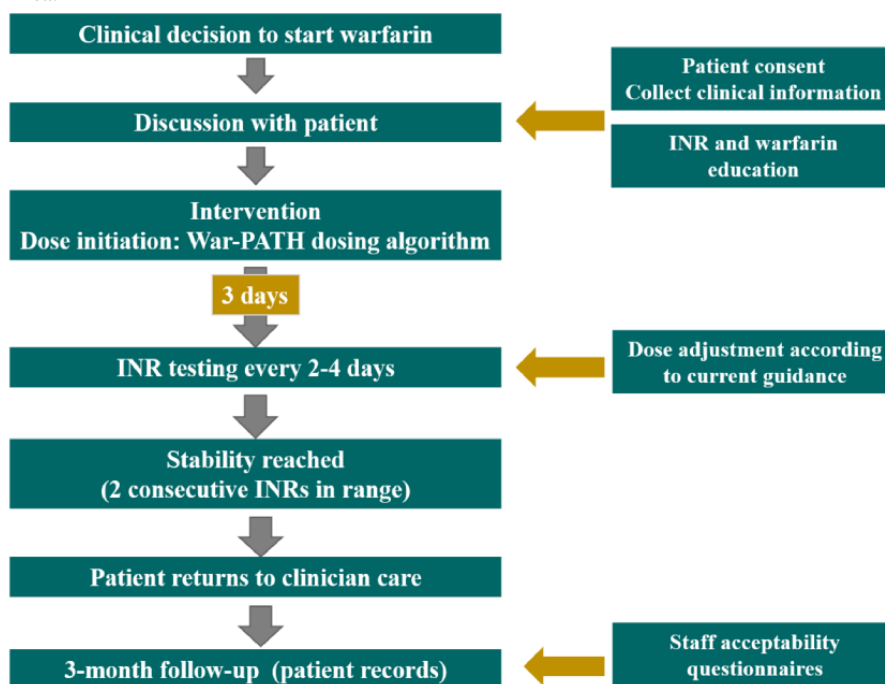 Clinical decision to start warfarin
Patient consent
Collect clinical information
Discussion with patient
INR and warfarin
education
Intervention
Dose initiation: War-PATH dosing algorithm
3 days
INR testing every 2-4 days
Dose adjustment according
to current guidance
Stability reached
(2 consecutive INRs in range)
Patient returns to clinician care
3-month follow-up (patient records)
Staff acceptability
questionnaires